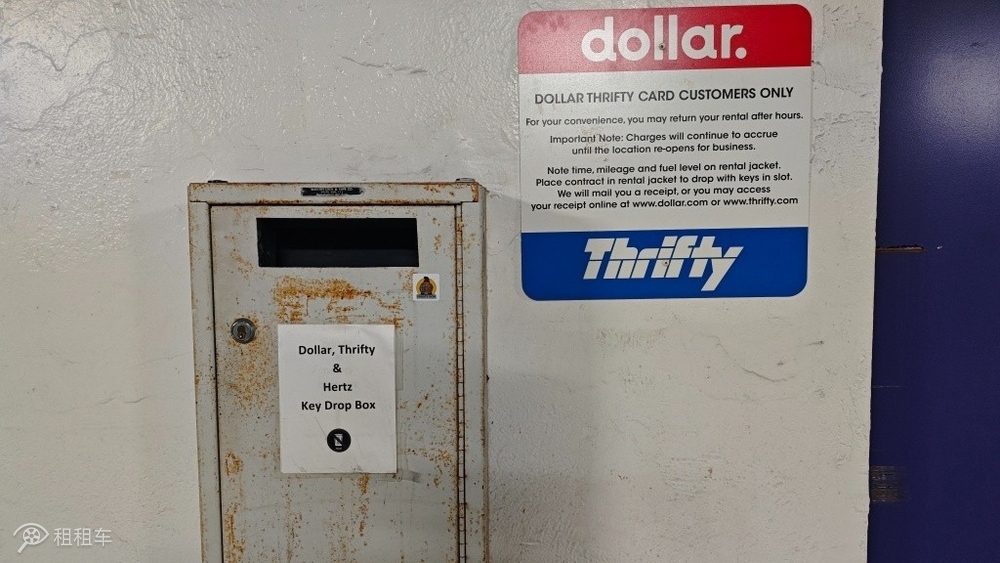 dollar.
DOLLAR THRIFTY CARD CUSTOMERS ONLY
For your convenience, you may return your rental after hours.
Important Note: Charges will continue to accrue
until the location re-opens for business.
Note time, mileage and fuel level on rental jacket.
Place contract in rental jacket to drop with keys in slot.
We will mail you a receipt, or you may access
your receipt online at www.dollar.com or www.thrifty.com
Thrifty
Dollar, Thrifty
&
Hertz
Key Drop Box
租租车